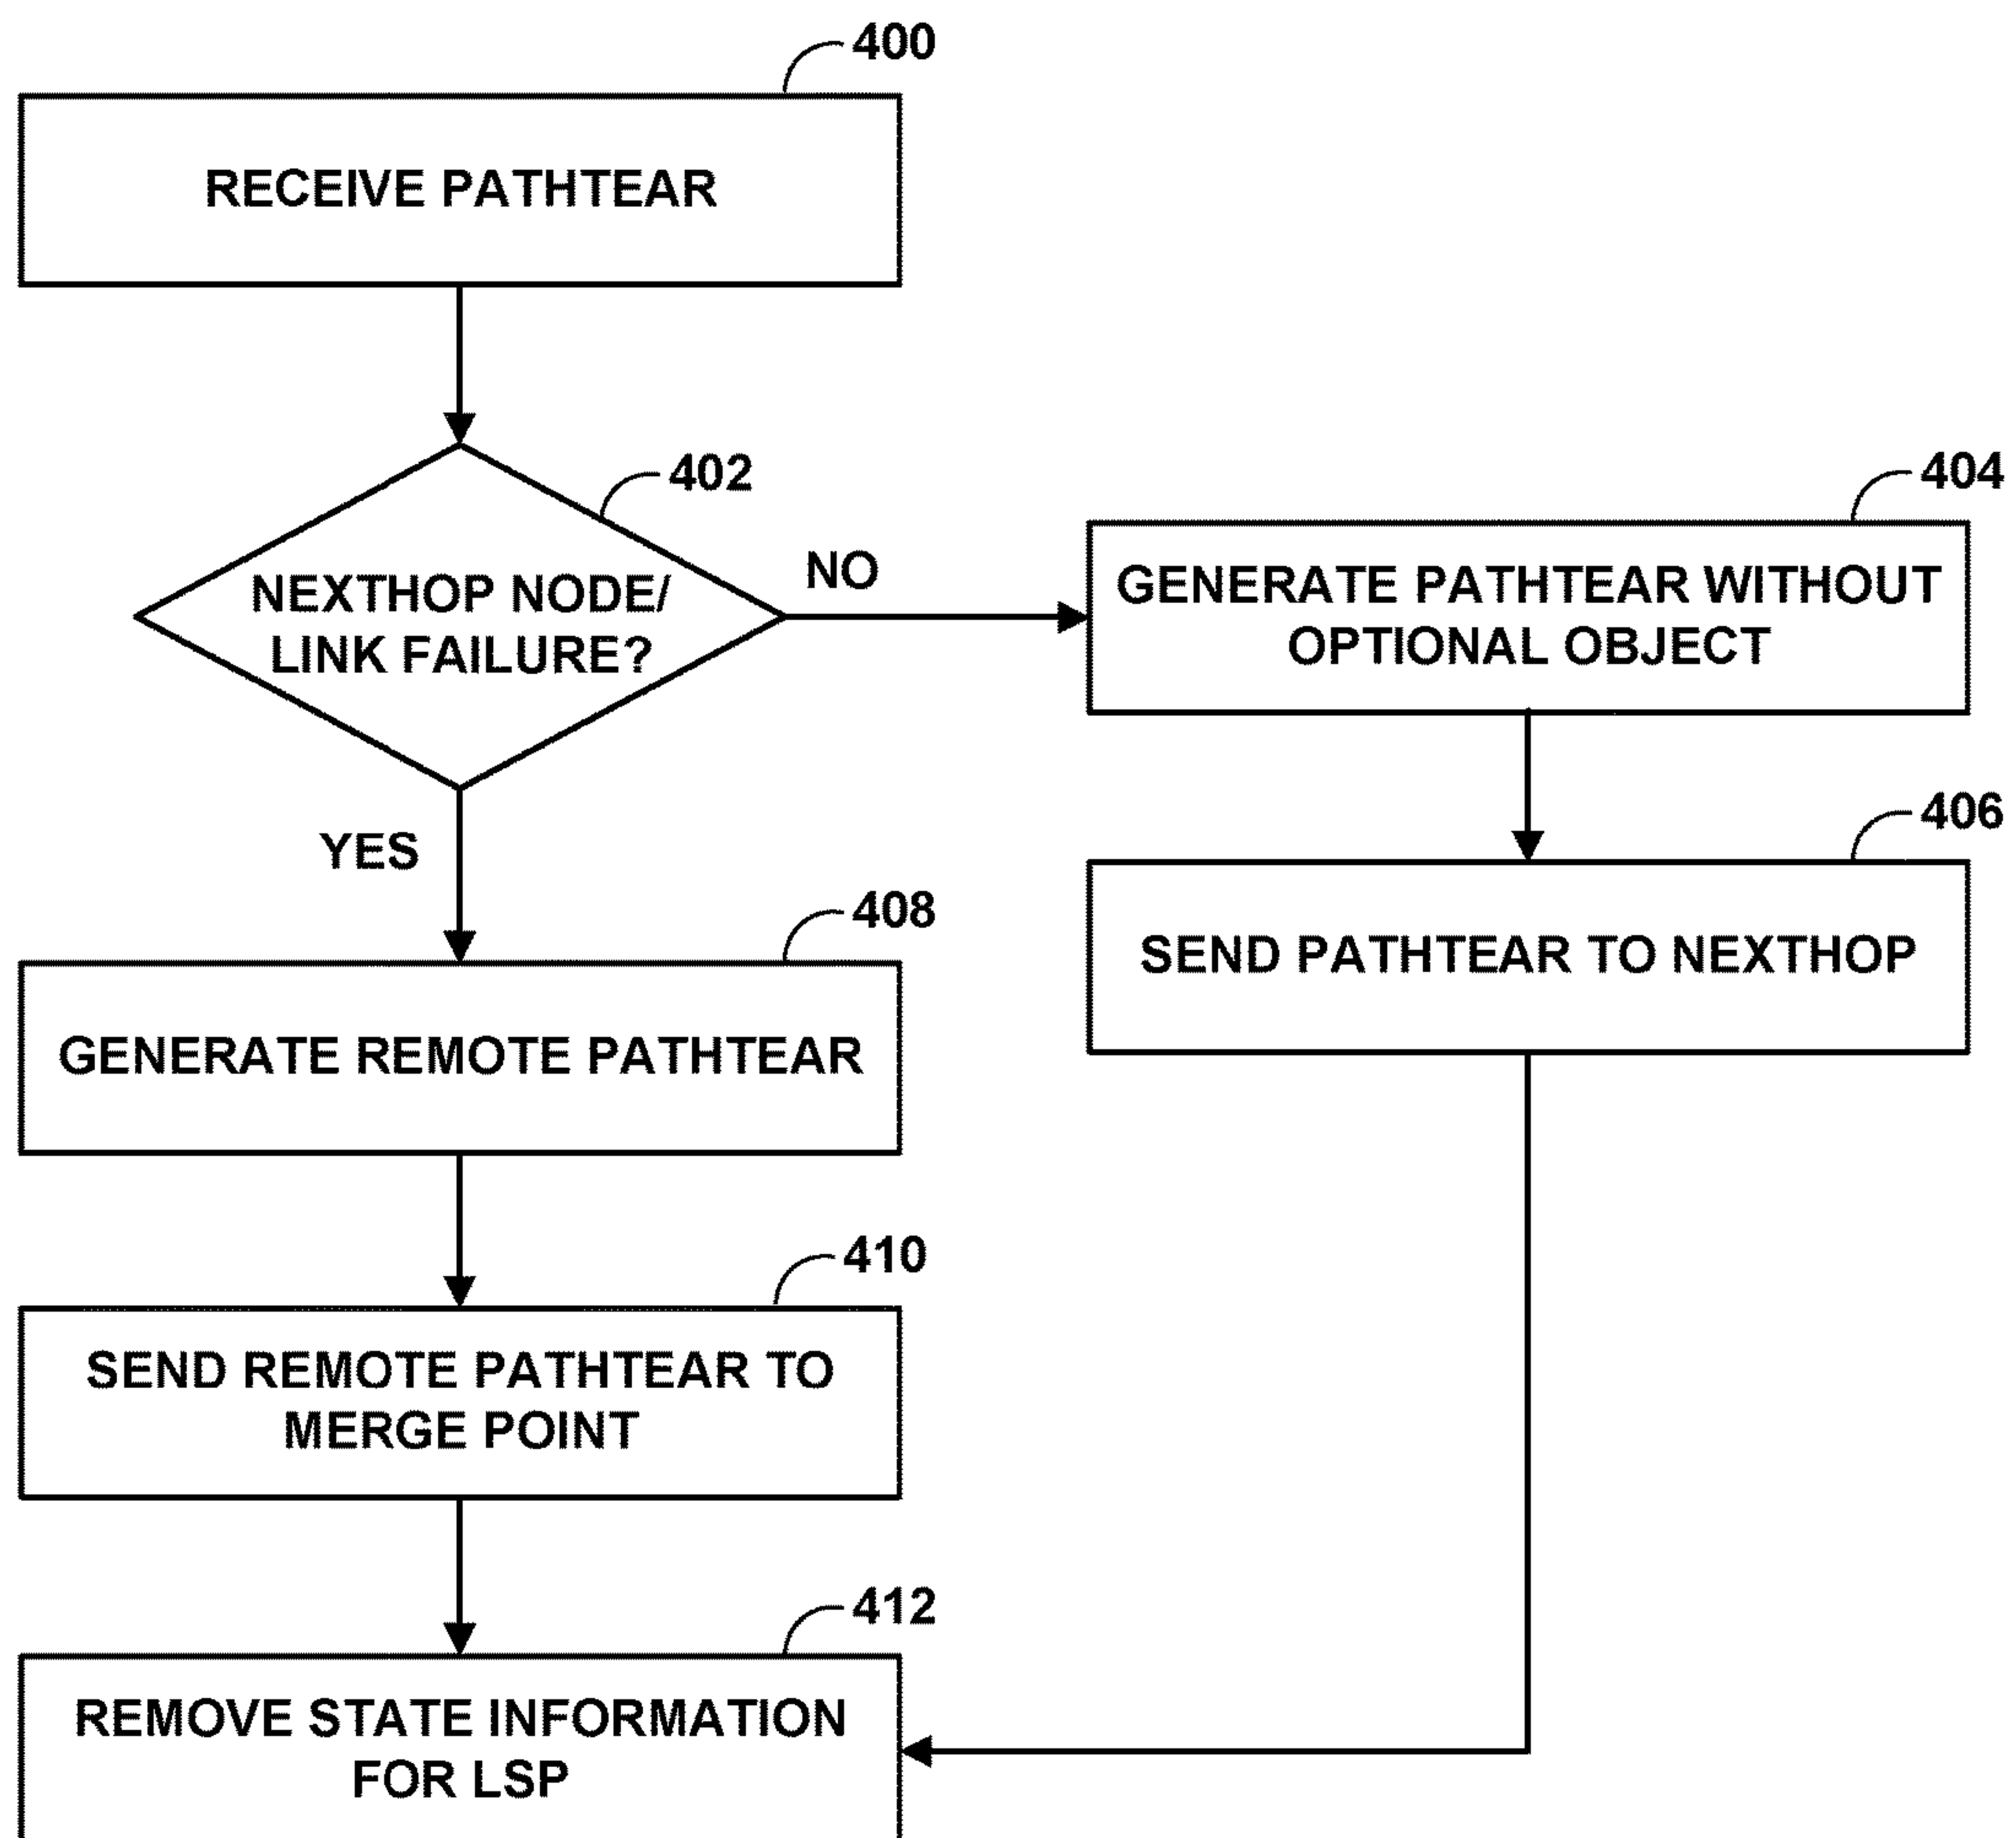 400
RECEIVE PATHTEAR
402
NEXTHOP NODE/
LINK FAILURE?
NO
YES
404
GENERATE PATHTEAR WITHOUT
OPTIONAL OBJECT
406
SEND PATHTEAR TO NEXTHOP
408
GENERATE REMOTE PATHTEAR
410
SEND REMOTE PATHTEAR TO
MERGE POINT
412
REMOVE STATE INFORMATION
FOR LSP